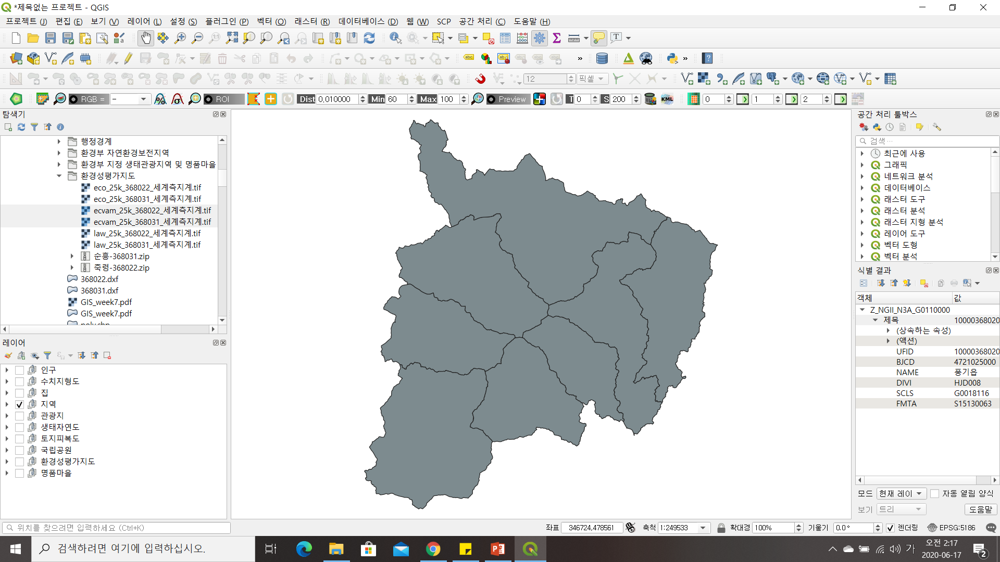 *제목없는 프로젝트 - QGIS
프로젝트 (J) 편집 (E) 보기 (V) 레이어 (L) 설정 (S) 플러그인 (P) 벡터 (O) 래스터 (R) 데이터베이스 (D) 웹 (W) SCP 공간 처리 (C) 도움말 (H)
12 픽셀
RGB = - ROI Dist 0,010000 Min 60 Max 100 Preview T 0 S 200 KML 0 1 2
탐색기
행정경계
환경부 자연환경보전지역
환경부 지정 생태관광지역 및 명품마을
환경성평가지도
eco_25k_368022_세계측지계.tif
eco_25k_368031_세계측지계.tif
ecvam_25k_368022_세계측지계.tif
ecvam_25k_368031_세계측지계.tif
law_25k_368022_세계측지계.tif
law_25k_368031_세계측지계.tif
순흥-368031.zip
죽령-368022.zip
368022.dxf
368031.dxf
GIS_week7.pdf
GIS_week7.pdf
레이어
인구
수치지형도
집
지역
관광지
생태자연도
토지피복도
국립공원
환경성평가지도
명품마을
공간 처리 툴박스
검색…
최근에 사용
그래픽
네트워크 분석
데이터베이스
래스터 도구
래스터 분석
래스터 지형 분석
레이어 도구
벡터 도형
벡터 분석
식별 결과
객체 값
Z_NGII_N3A_G0110000
제목 10000368020
(상속하는 속성)
(액션)
UFID 10000368020
BJCD 4721025000
NAME 풍기읍
DIVI HJD008
SCLS G0018116
FMTA S15130063
모드 현재 레이 자동 열림 양식
보기 트리 도움말
위치를 찾으려면 입력하세요 (Ctrl+K) 좌표 346724,478561 축척 1:249533 확대경 100% 기울기 0.0 ° 렌더링 EPSG:5186
검색하려면 여기에 입력하십시오. 가 오전 2:17
2020-06-17 2